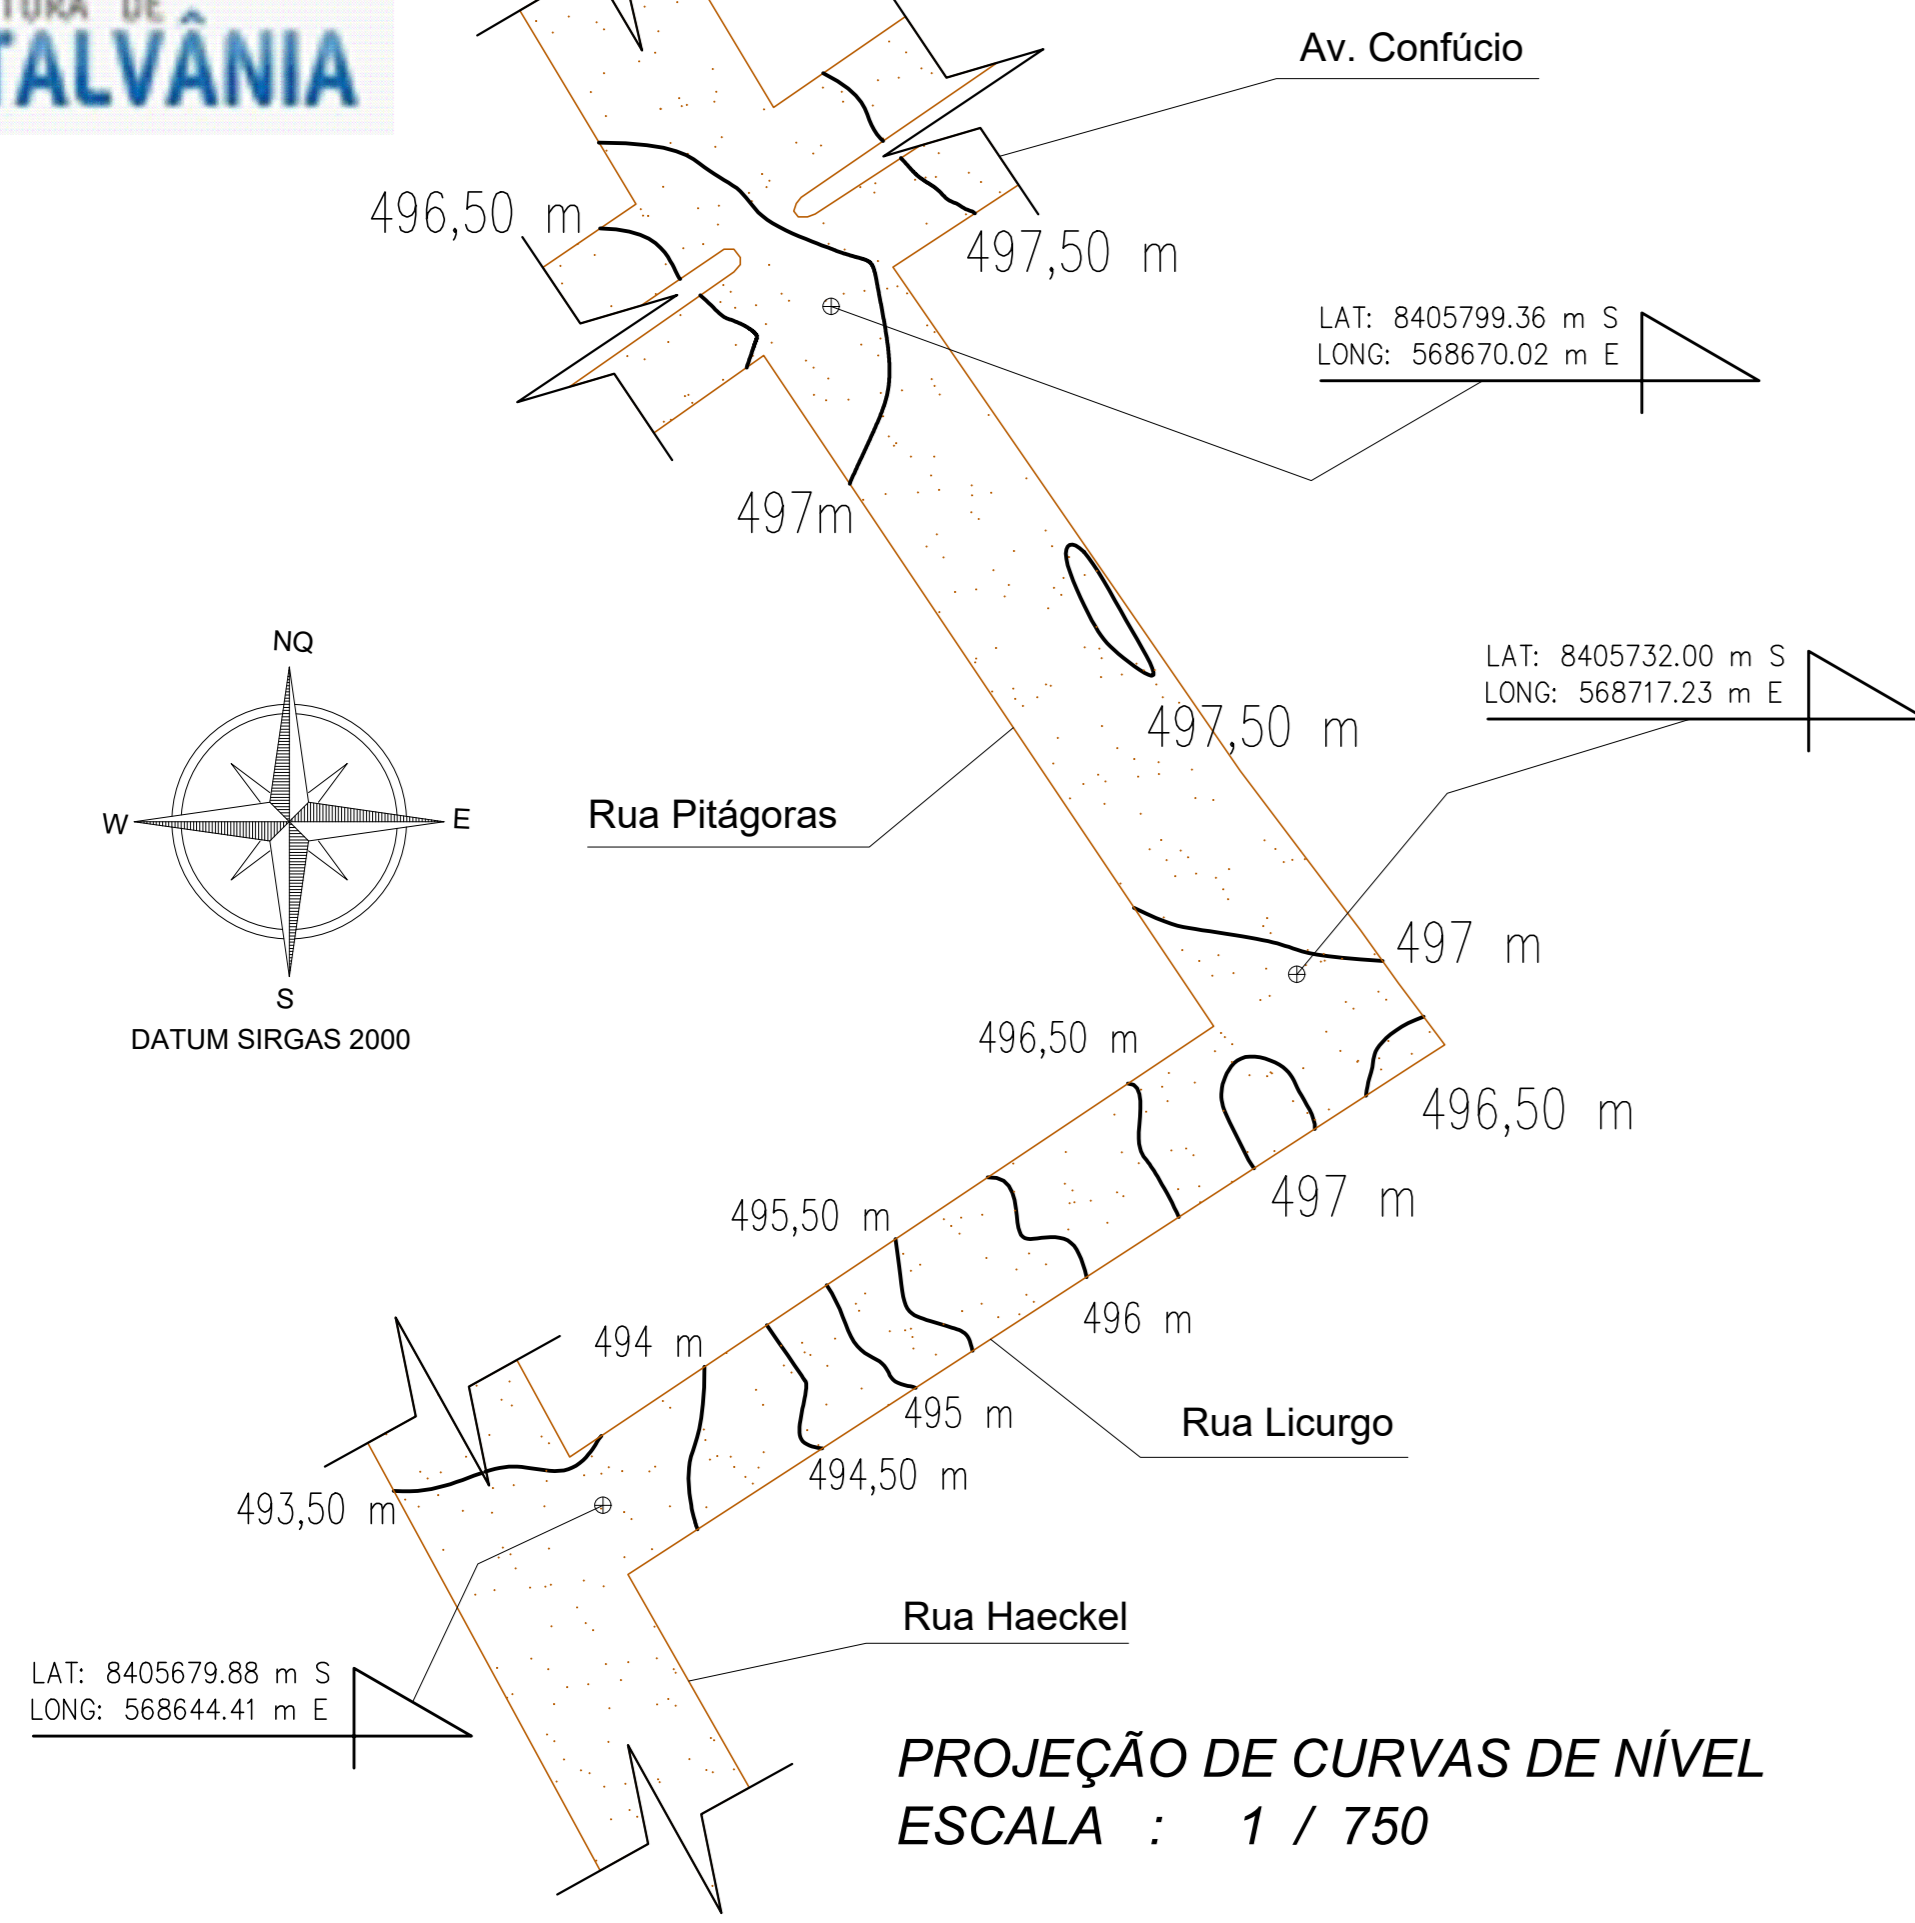 DE
TALVÂNIA
Av. Confúcio
496,50 m
497,50 m
LAT: 8405799.36 m S
LONG: 568670.02 m E
497m
NQ
W
E
S
DATUM SIRGAS 2000
LAT: 8405732.00 m S
LONG: 568717.23 m E
497,50 m
Rua Pitágoras
497 m
496,50 m
496,50 m
497 m
495,50 m
496 m
494 m
495 m
Rua Licurgo
494,50 m
493,50 m
Rua Haeckel
LAT: 8405679.88 m S
LONG: 568644.41 m E
PROJEÇÃO DE CURVAS DE NÍVEL
ESCALA : 1 / 750